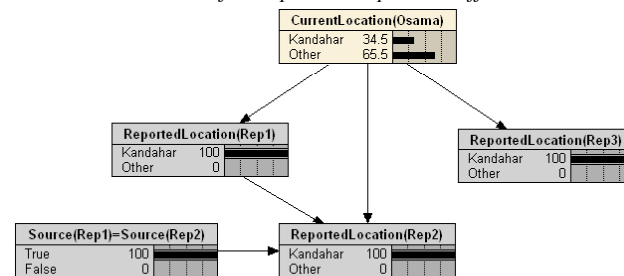 CurrentLocation(Osama)
Kandahar 34.5
Other 65.5
ReportedLocation(Rep1)
Kandahar 100
Other 0
ReportedLocation(Rep3)
Kandahar 100
Other 0
Source(Rep1)=Source(Rep2)
True 100
False 0
ReportedLocation(Rep2)
Kandahar 100
Other 0